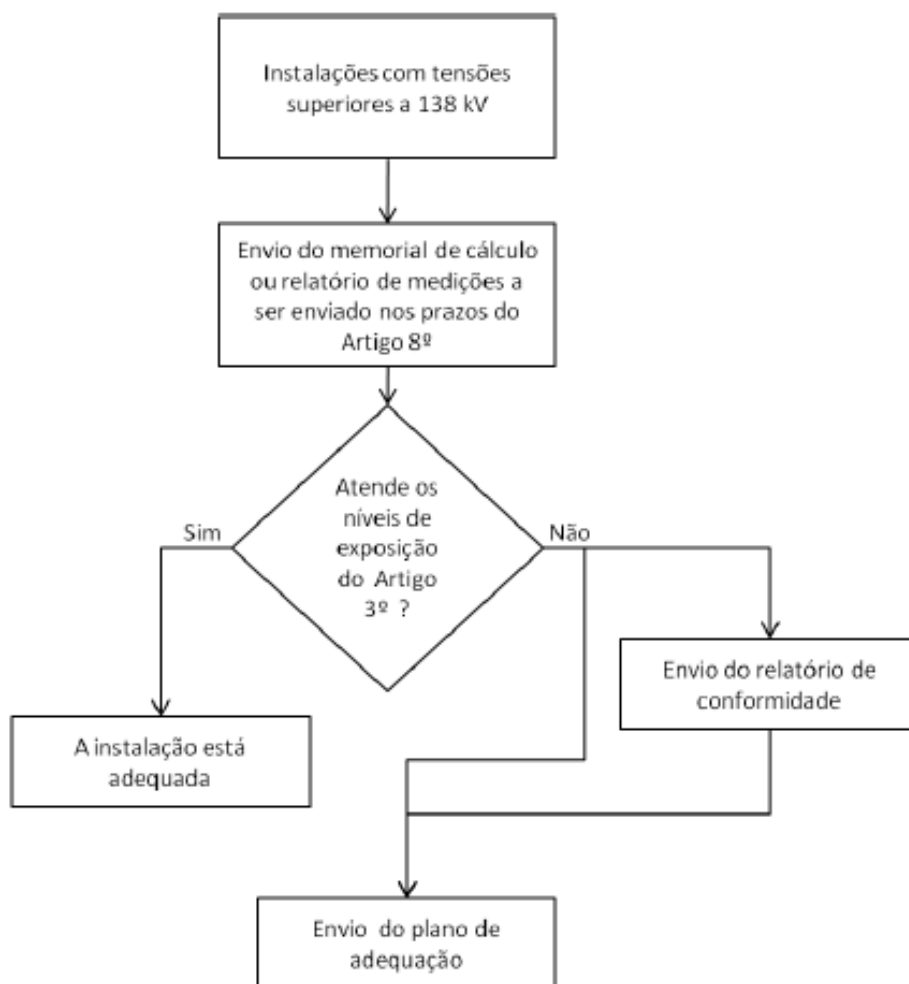 Instalações com tensões
superiores a 138 kV
Envio do memorial de cálculo
ou relatório de medições a
ser enviado nos prazos do
Artigo 8º
Atende os
níveis de
exposição
do Artigo
3º ?
Sim
Não
Envio do relatório de
conformidade
A instalação está
adequada
Envio do plano de
adequação